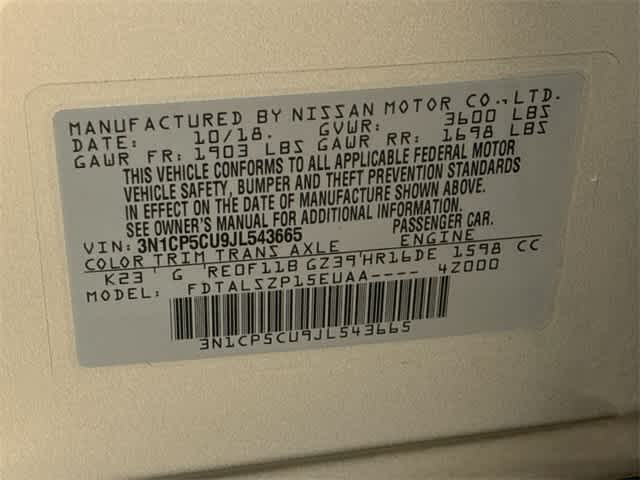 MANUFACTURED BY NISSAN MOTOR CO.,LTD.
DATE: 10/18. GVWR: 3600 LBS
GAWR FR: 1903 LBS GAWR RR: 1698 LBS
THIS VEHICLE CONFORMS TO ALL APPLICABLE FEDERAL MOTOR
VEHICLE SAFETY, BUMPER AND THEFT PREVENTION STANDARDS
IN EFFECT ON THE DATE OF MANUFACTURE SHOWN ABOVE.
SEE OWNER'S MANUAL FOR ADDITIONAL INFORMATION.
VIN: 3N1CP5CU9JL543665 PASSENGER CAR.
COLOR TRIM TRANS AXLE ENGINE
K23 G RE0F11B GZ39 HR16DE 1598 CC
MODEL: FDTALSZP15EUAA---- 4Z000
3N1CP5CU9JL543665